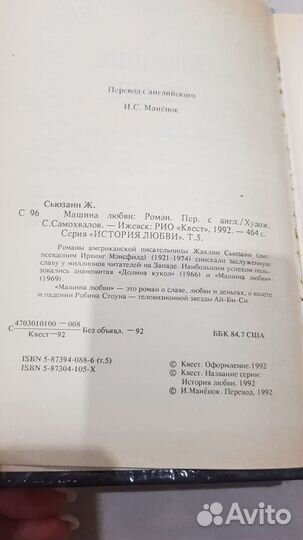 Перевод с английского
И.С. Манёнок
Сьюзанн Ж.
С 96 Машина любви: Роман. Пер. с англ./Худож.
С.Самохвалов. — Ижевск: РИО «Квест», 1992. — 464 с.
Серия «ИСТОРИЯ ЛЮБВИ». Т.5.
Романы американской писательницы Жаклин Сьюзанн (лит.
псевдоним Ирвинг Мэнсфилд) (1921-1974) снискали заслуженную
славу у миллионов читателей на Западе. Наибольшим успехом поль-
зовались знаменитая «Долина кукол» (1966) и «Машина любви»
(1969)
«Машина любви» — это роман о славе, любви и деньгах, о взлете
и падении Робина Стоуна — телевизионной звезды Ай-Би-Си.
С 4703010100 — 008 Без объявл. — 92 ББК 84.7 США
Квест—92
ISBN 5-87394-088-6 (т.5)
ISBN 5-87304-105-X
© Квест. Оформление.1992
© Квест. Название серии:
История любви. 1992
© И.Манёнок. Перевод, 1992
Avito